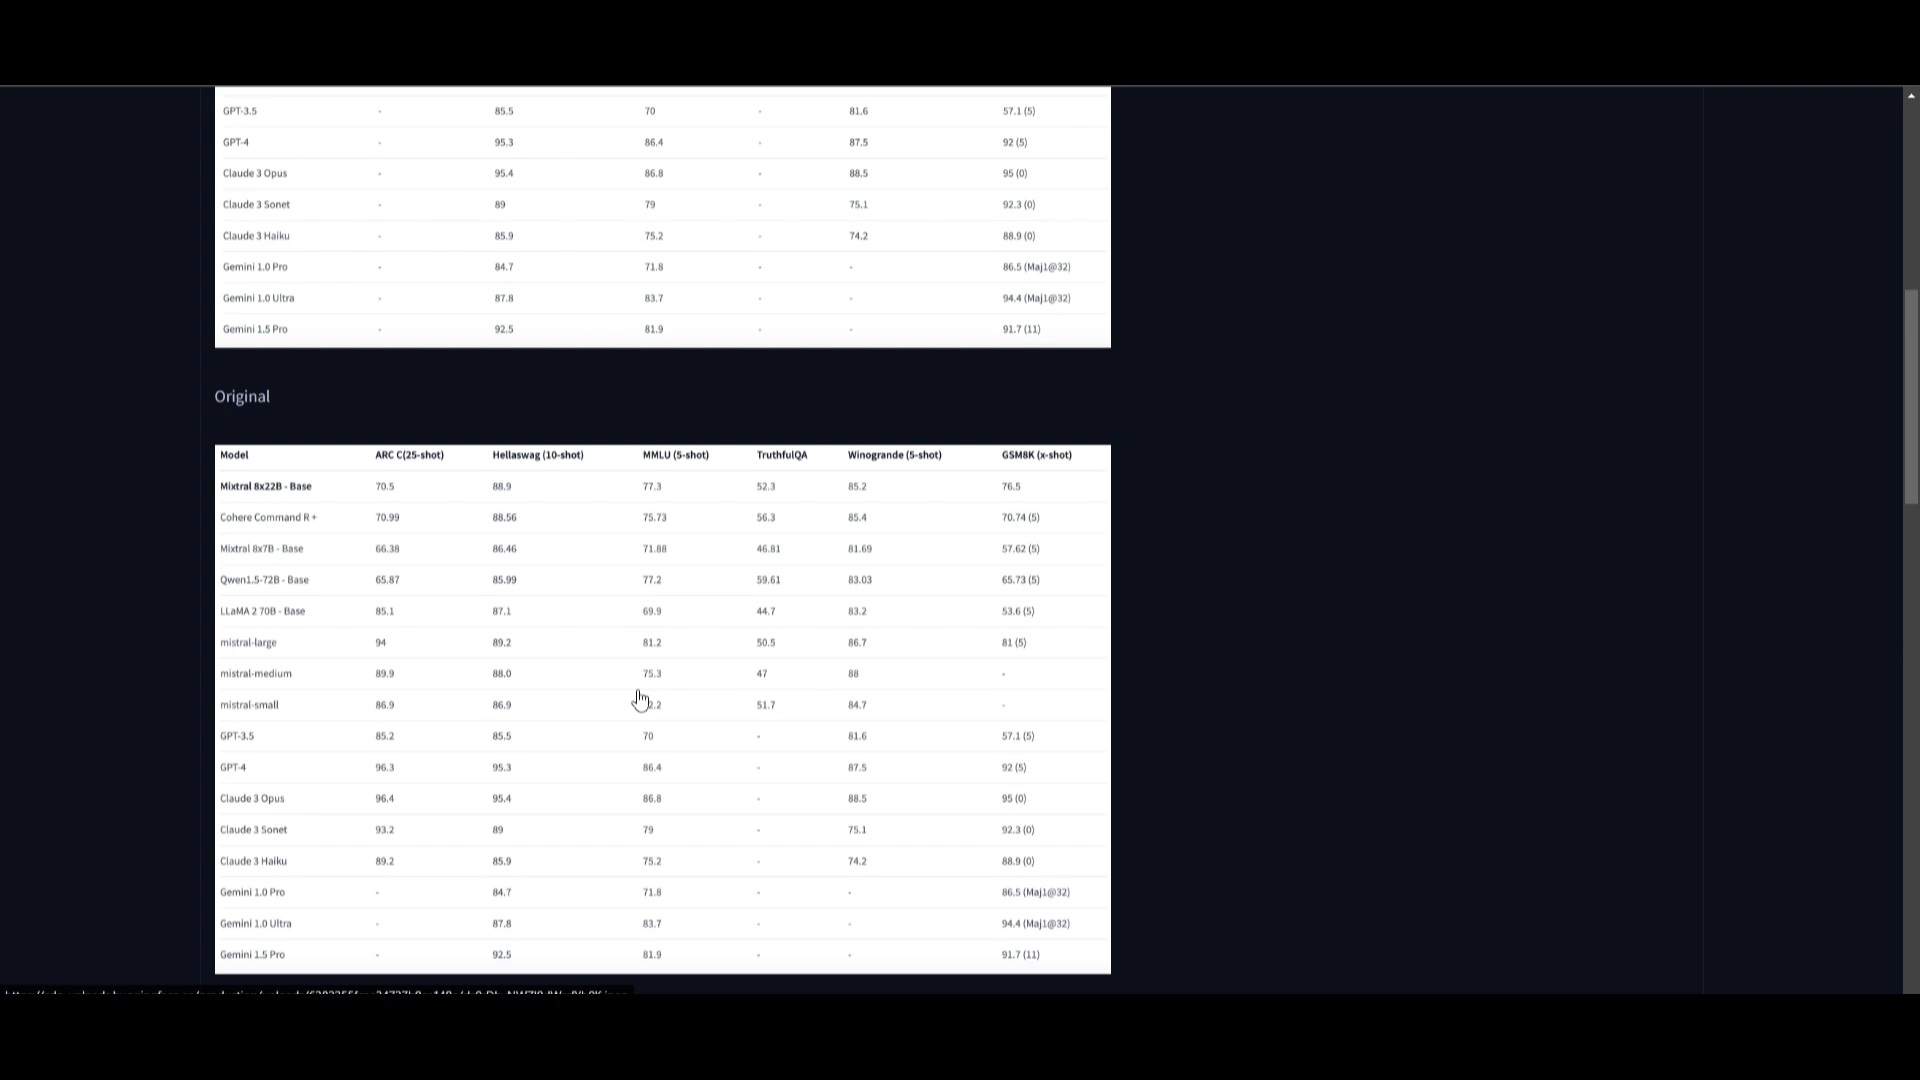 GPT-3.5 - 85.5 70 - 81.6 57.1 (5)
GPT-4 - 95.3 86.4 - 87.5 92 (5)
Claude 3 Opus - 95.4 86.8 - 88.5 95 (0)
Claude 3 Sonet - 89 79 - 75.1 92.3 (0)
Claude 3 Haiku - 85.9 75.2 - 74.2 88.9 (0)
Gemini 1.0 Pro - 84.7 71.8 - - 86.5 (Maj1@32)
Gemini 1.0 Ultra - 87.8 83.7 - - 94.4 (Maj1@32)
Gemini 1.5 Pro - 92.5 81.9 - - 91.7 (11)
Original
Model ARC C(25-shot) Hellaswag (10-shot) MMLU (5-shot) TruthfulQA Winogrande (5-shot) GSM8K (x-shot)
Mixtral 8x22B - Base 70.5 88.9 77.3 52.3 85.2 76.5
Cohere Command R + 70.99 88.56 75.73 56.3 85.4 70.74 (5)
Mixtral 8x7B - Base 66.38 86.46 71.88 46.81 81.69 57.62 (5)
Qwen1.5-72B - Base 65.87 85.99 77.2 59.61 83.03 65.73 (5)
LLaMA 2 70B - Base 85.1 87.1 69.9 44.7 83.2 53.6 (5)
mistral-large 94 89.2 81.2 50.5 86.7 81 (5)
mistral-medium 89.9 88.0 75.3 47 88 -
mistral-small 86.9 86.9 51.7 84.7 -
GPT-3.5 85.2 85.5 70 - 81.6 57.1 (5)
GPT-4 96.3 95.3 86.4 - 87.5 92 (5)
Claude 3 Opus 96.4 95.4 86.8 - 88.5 95 (0)
Claude 3 Sonet 93.2 89 79 - 75.1 92.3 (0)
Claude 3 Haiku 89.2 85.9 75.2 - 74.2 88.9 (0)
Gemini 1.0 Pro - 84.7 71.8 - - 86.5 (Maj1@32)
Gemini 1.0 Ultra - 87.8 83.7 - - 94.4 (Maj1@32)
Gemini 1.5 Pro - 92.5 81.9 - - 91.7 (11)